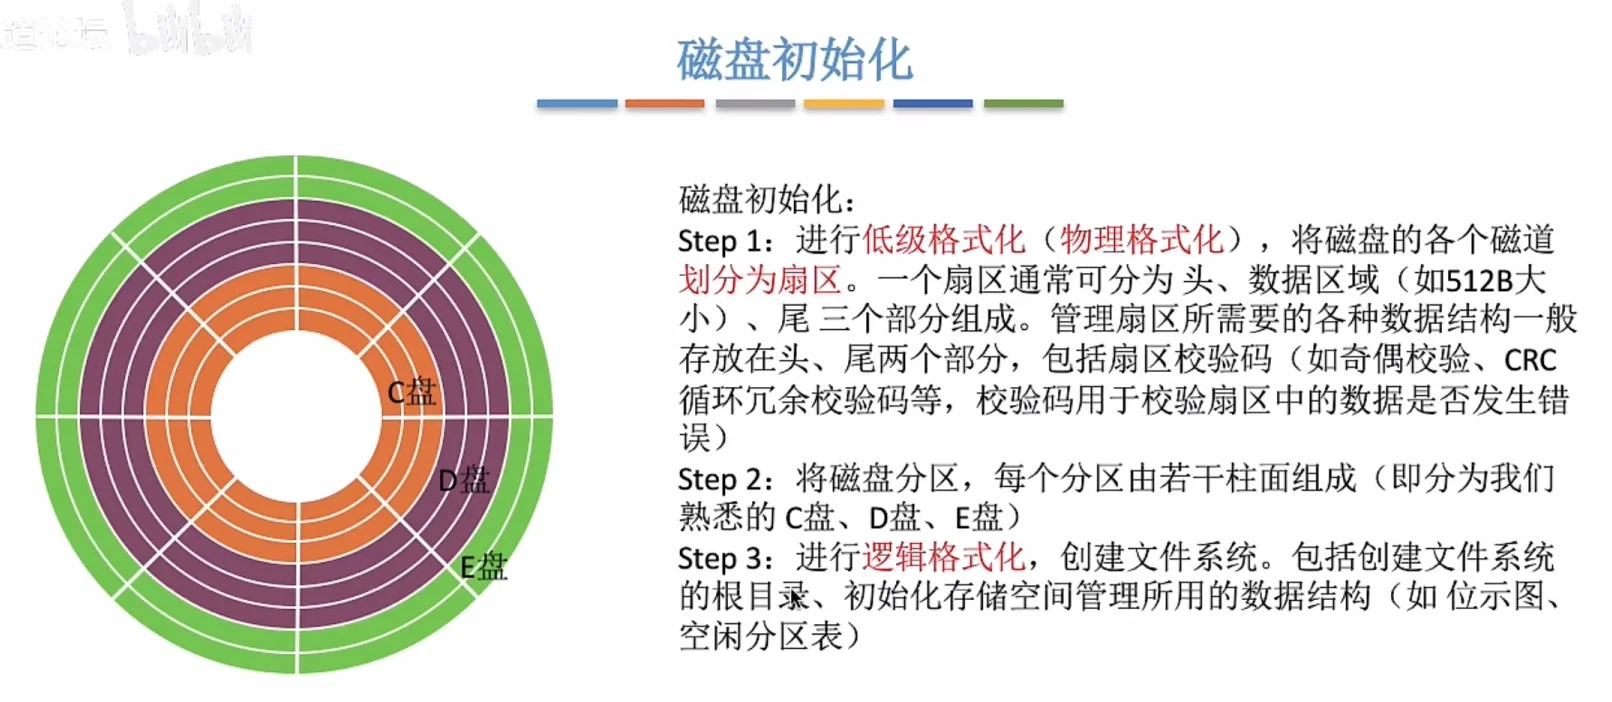 bilibili
磁盘初始化
磁盘初始化：
Step 1：进行低级格式化（物理格式化），将磁盘的各个磁道
划分为扇区。一个扇区通常可分为 头、数据区域（如512B大
小）、尾 三个部分组成。管理扇区所需要的各种数据结构一般
存放在头、尾两个部分，包括扇区校验码（如奇偶校验、CRC
循环冗余校验码等，校验码用于校验扇区中的数据是否发生错
误）
Step 2：将磁盘分区，每个分区由若干柱面组成（即分为我们
熟悉的 C盘、D盘、E盘）
Step 3：进行逻辑格式化，创建文件系统。包括创建文件系统
的根目录、初始化存储空间管理所用的数据结构（如 位示图、
空闲分区表）
C盘
D盘
E盘